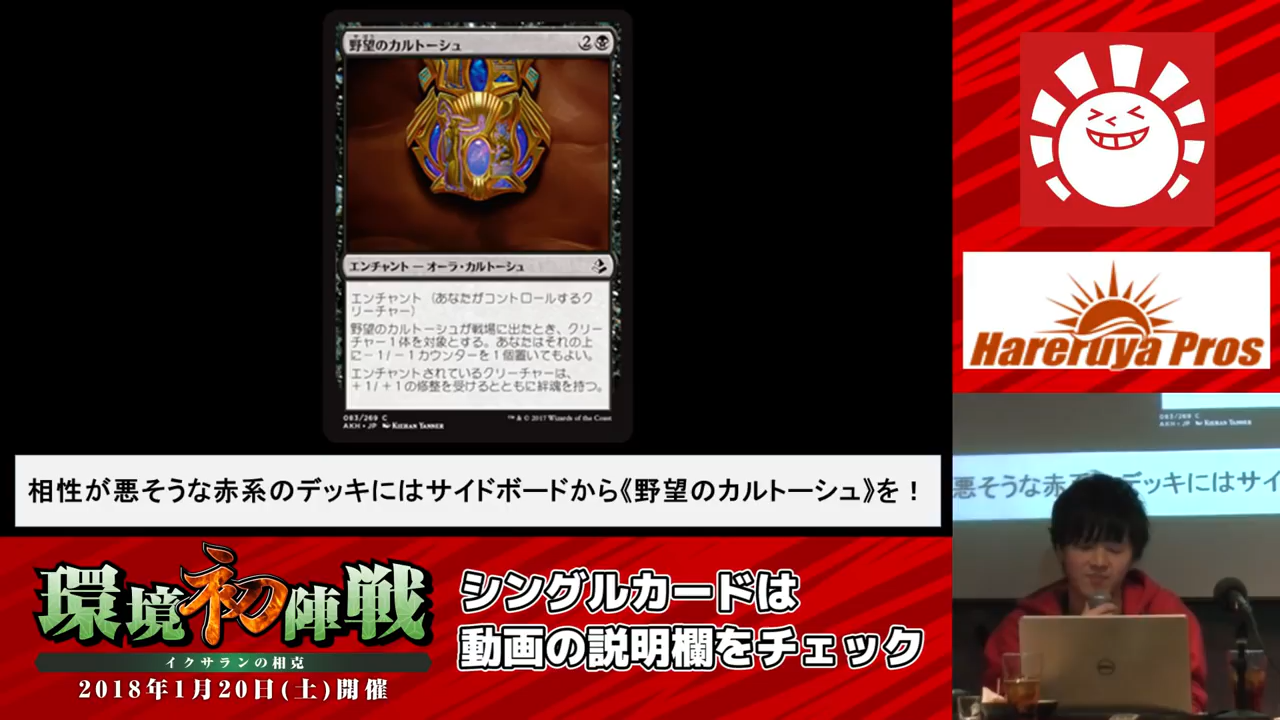 野望のカルトーシュ
2
エンチャント ― オーラ・カルトーシュ
エンチャント（あなたがコントロールするク
リーチャー）
野望のカルトーシュが戦場に出たとき、クリー
チャー１体を対象とする。あなたはそれの上
に－１/－１カウンターを１個置いてもよい。
エンチャントされているクリーチャーは、
＋１/＋１の修整を受けるとともに絆魂を持つ。
083/269 C
AKH • JP Kieran Yanner
™ & © 2017 Wizards of the Coast
相性が悪そうな赤系のデッキにはサイドボードから《野望のカルトーシュ》を！
環境初陣戦
イクサランの相克
2018年1月20日(土)開催
シングルカードは
動画の説明欄をチェック
Hareruya Pros
083/269 C
AKH • JP Kieran Yanner
悪そうな赤系のデッキにはサイ
DELL